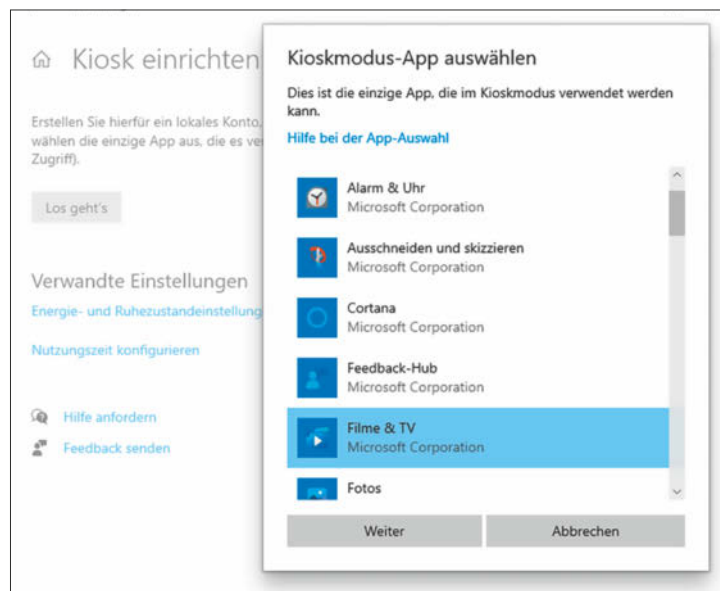 Kiosk einrichten
Erstellen Sie hierfür ein lokales Konto,
wählen die einzige App aus, die es ve
Zugriff).
Los geht's
Verwandte Einstellungen
Energie- und Ruhezustandeinstellung
Nutzungszeit konfigurieren
Hilfe anfordern
Feedback senden
Kioskmodus-App auswählen
Dies ist die einzige App, die im Kioskmodus verwendet werden
kann.
Hilfe bei der App-Auswahl
Alarm & Uhr
Microsoft Corporation
Ausschneiden und skizzieren
Microsoft Corporation
Cortana
Microsoft Corporation
Feedback-Hub
Microsoft Corporation
Filme & TV
Microsoft Corporation
Fotos
Weiter
Abbrechen